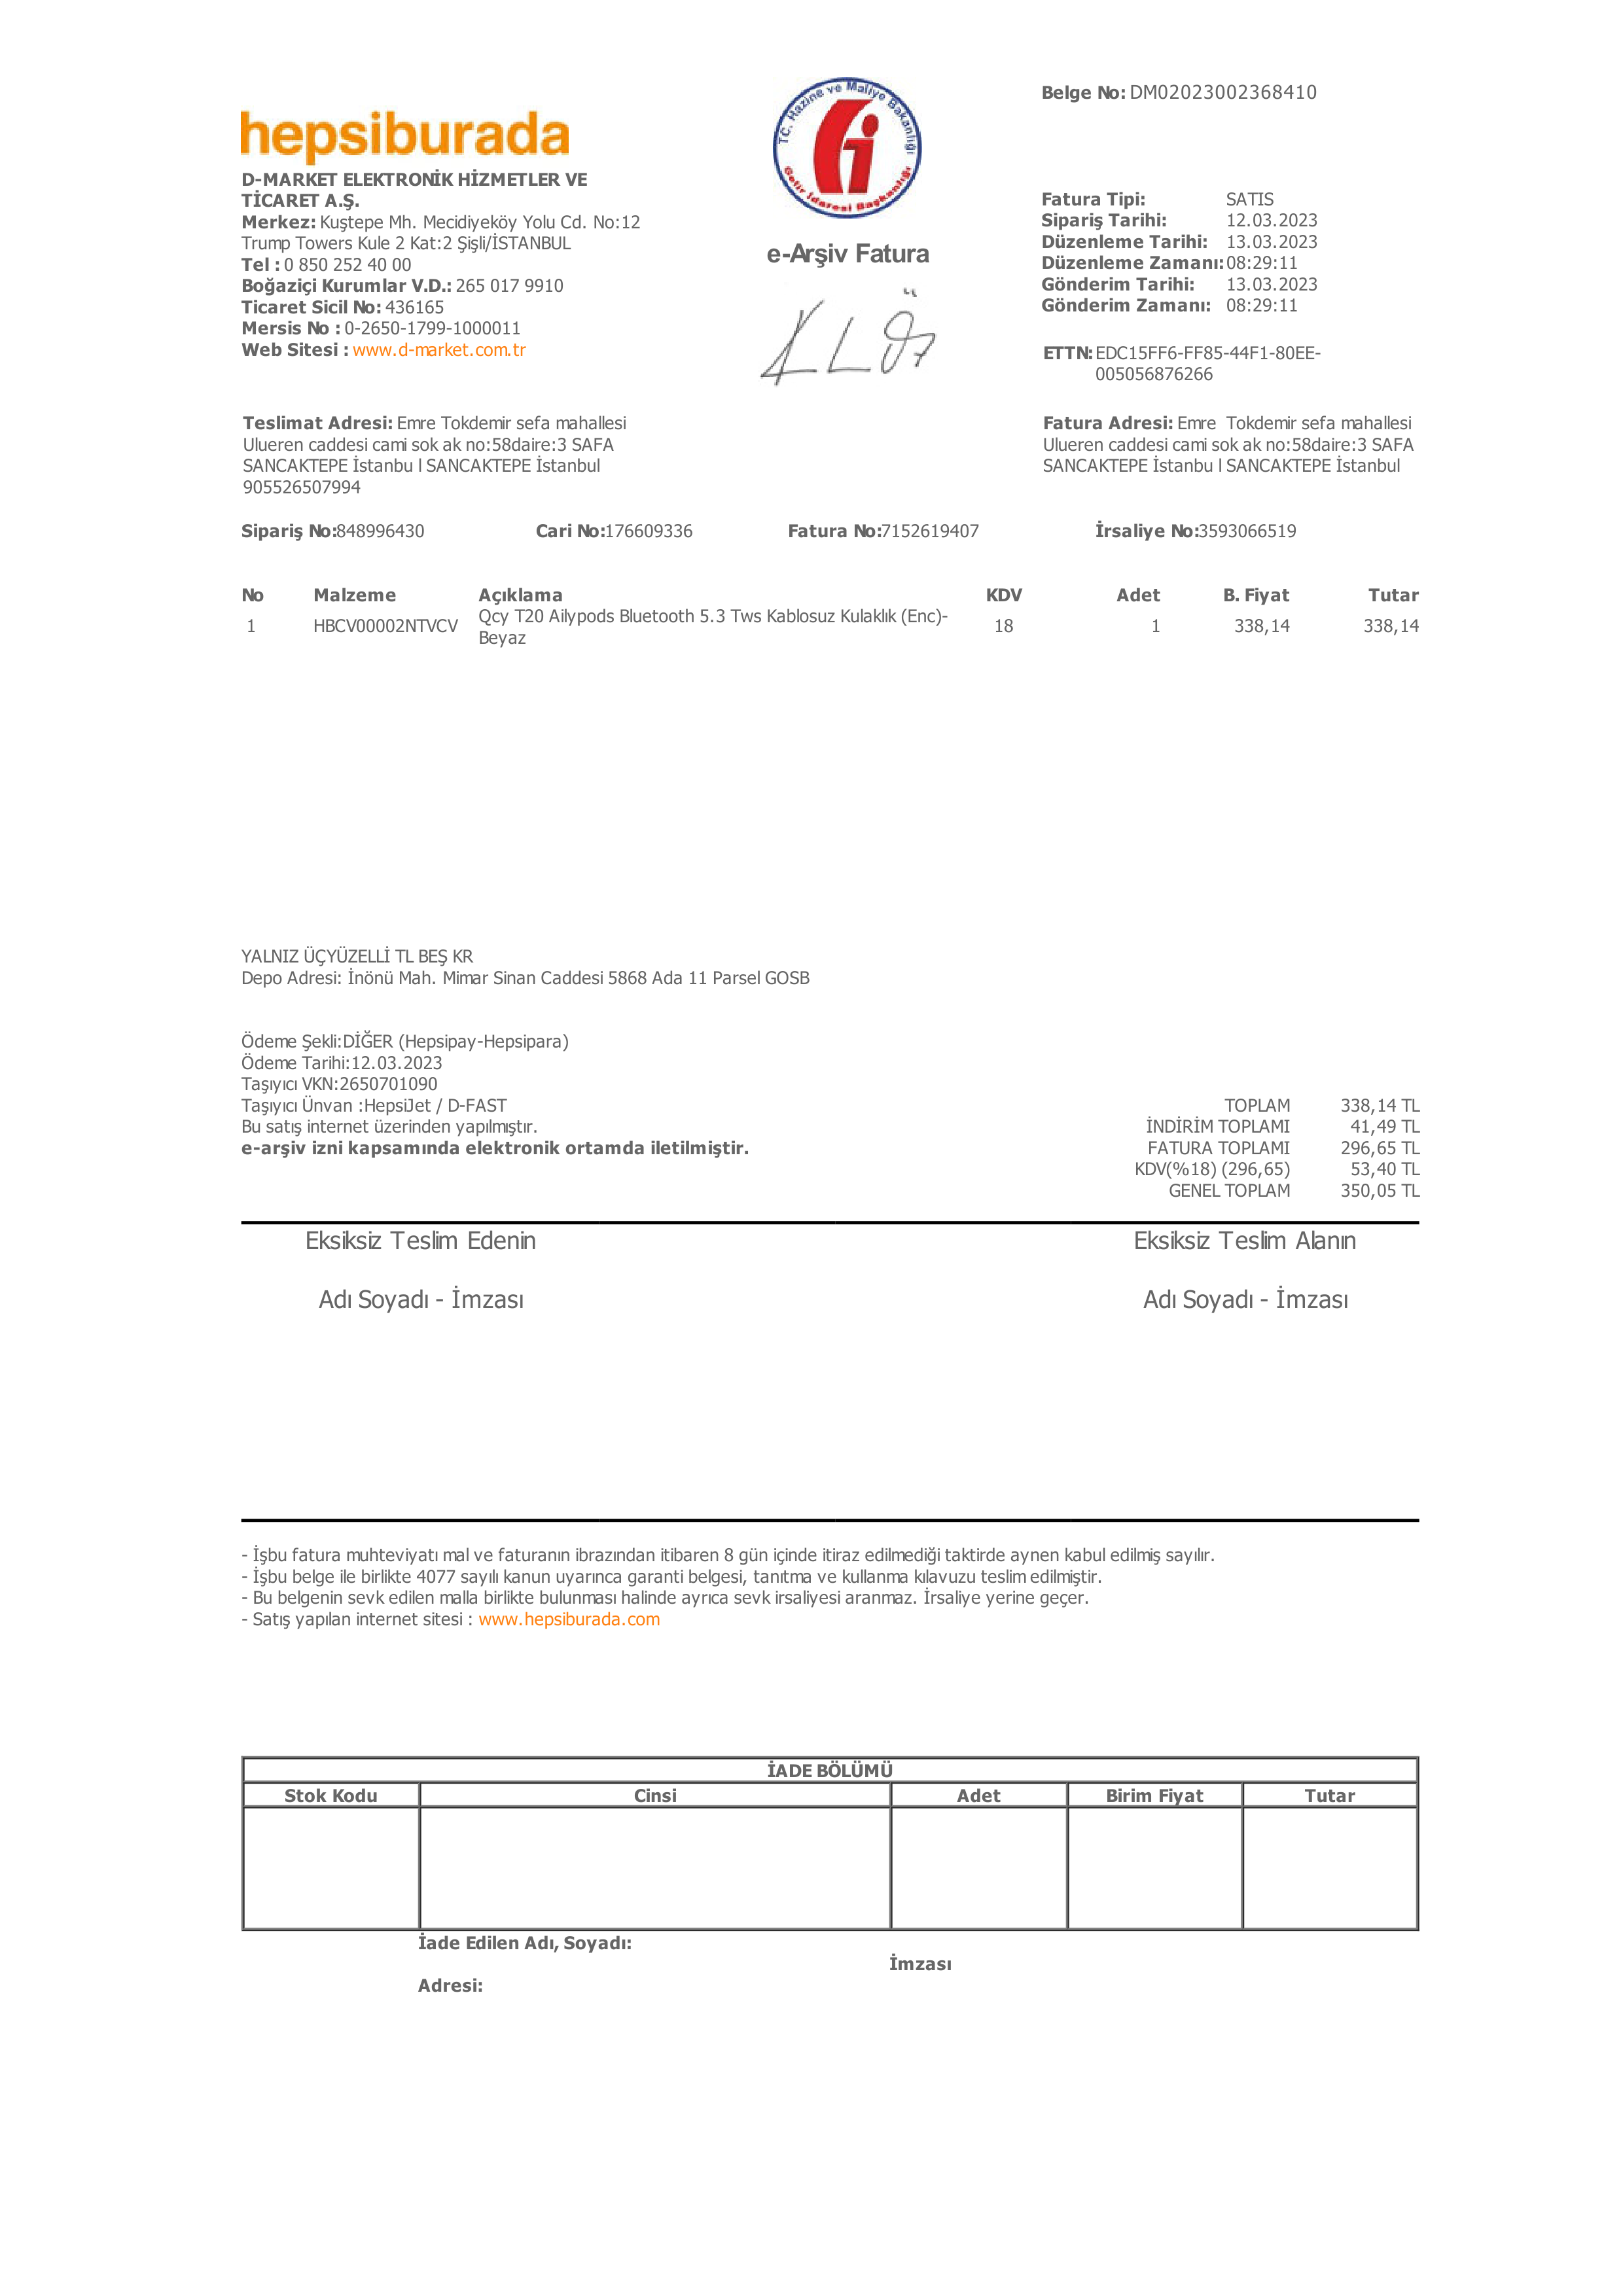 hepsiburada
D-MARKET ELEKTRONİK HİZMETLER VE
TİCARET A.Ş.
Merkez: Kuştepe Mh. Mecidiyeköy Yolu Cd. No:12
Trump Towers Kule 2 Kat:2 Şişli/İSTANBUL
Tel : 0 850 252 40 00
Boğaziçi Kurumlar V.D.: 265 017 9910
Ticaret Sicil No: 436165
Mersis No : 0-2650-1799-1000011
Web Sitesi : www.d-market.com.tr
T.C. Hazine ve Maliye Bakanlığı
Gelir İdaresi Başkanlığı
e-Arşiv Fatura
Belge No: DM02023002368410
Fatura Tipi: SATIS
Sipariş Tarihi: 12.03.2023
Düzenleme Tarihi: 13.03.2023
Düzenleme Zamanı: 08:29:11
Gönderim Tarihi: 13.03.2023
Gönderim Zamanı: 08:29:11
ETTN: EDC15FF6-FF85-44F1-80EE-
005056876266
Teslimat Adresi: Emre Tokdemir sefa mahallesi
Ulueren caddesi cami sok ak no:58daire:3 SAFA
SANCAKTEPE İstanbu l SANCAKTEPE İstanbul
905526507994
Fatura Adresi: Emre Tokdemir sefa mahallesi
Ulueren caddesi cami sok ak no:58daire:3 SAFA
SANCAKTEPE İstanbu l SANCAKTEPE İstanbul
Sipariş No:848996430 Cari No:176609336 Fatura No:7152619407 İrsaliye No:3593066519
No Malzeme Açıklama KDV Adet B. Fiyat Tutar
1 HBCV00002NTVCV Qcy T20 Ailypods Bluetooth 5.3 Tws Kablosuz Kulaklık (Enc)- 18 1 338,14 338,14
Beyaz
YALNIZ ÜÇYÜZELLİ TL BEŞ KR
Depo Adresi: İnönü Mah. Mimar Sinan Caddesi 5868 Ada 11 Parsel GOSB
Ödeme Şekli:DİĞER (Hepsipay-Hepsipara)
Ödeme Tarihi:12.03.2023
Taşıyıcı VKN:2650701090
Taşıyıcı Ünvan :HepsiJet / D-FAST
Bu satış internet üzerinden yapılmıştır.
e-arşiv izni kapsamında elektronik ortamda iletilmiştir.
TOPLAM 338,14 TL
İNDİRİM TOPLAMI 41,49 TL
FATURA TOPLAMI 296,65 TL
KDV(%18) (296,65) 53,40 TL
GENEL TOPLAM 350,05 TL
Eksiksiz Teslim Edenin Eksiksiz Teslim Alanın
Adı Soyadı - İmzası Adı Soyadı - İmzası
- İşbu fatura muhteviyatı mal ve faturanın ibrazından itibaren 8 gün içinde itiraz edilmediği taktirde aynen kabul edilmiş sayılır.
- İşbu belge ile birlikte 4077 sayılı kanun uyarınca garanti belgesi, tanıtma ve kullanma kılavuzu teslim edilmiştir.
- Bu belgenin sevk edilen malla birlikte bulunması halinde ayrıca sevk irsaliyesi aranmaz. İrsaliye yerine geçer.
- Satış yapılan internet sitesi : www.hepsiburada.com
İADE BÖLÜMÜ
Stok Kodu Cinsi Adet Birim Fiyat Tutar
İade Edilen Adı, Soyadı:
İmzası
Adresi: